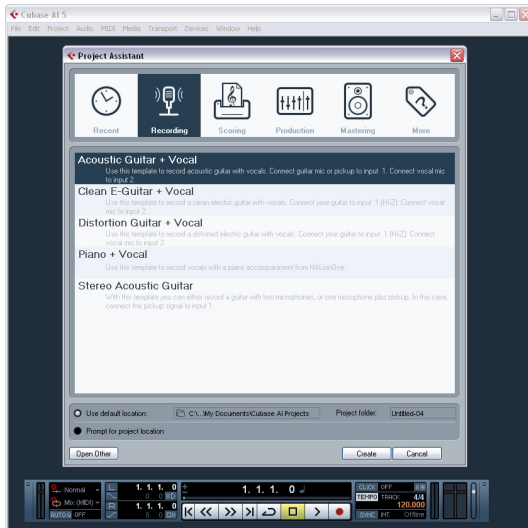 Cubase AI 5
File Edit Project Audio MIDI Media Transport Devices Window Help
Project Assistant
Recent Recording Scoring Production Mastering More
Acoustic Guitar + Vocal
Use this template to record acoustic guitar with vocals. Connect guitar mic or pickup to input 1. Connect vocal mic
to input 2.
Clean E-Guitar + Vocal
Use this template to record a clean electric guitar with vocals. Connect your guitar to input 1 (Hi-Z). Connect vocal
mic to input 2.
Distortion Guitar + Vocal
Use this template to record a distorted electric guitar with vocals. Connect your guitar to input 1 (Hi-Z). Connect
vocal mic to input 2.
Piano + Vocal
Use this template to record vocals with a piano accompaniment from HALionOne.
Stereo Acoustic Guitar
With this template you can either record a guitar with two microphones, or one microphone plus pickup. In this case,
connect the pickup signal to input 1.
Use default location: C:\...\My Documents\Cubase AI Projects Project folder: Untitled-04
Prompt for project location
Open Other Create Cancel
Normal L 1. 1. 1. 0 1. 1. 1. 0 CLICK OFF
0. 0 TEMPO TRACK 4/4
Mix (MIDI) R 1. 1. 1. 0 120.000
AUTO Q OFF 0. 0 SYNC INT. Offline